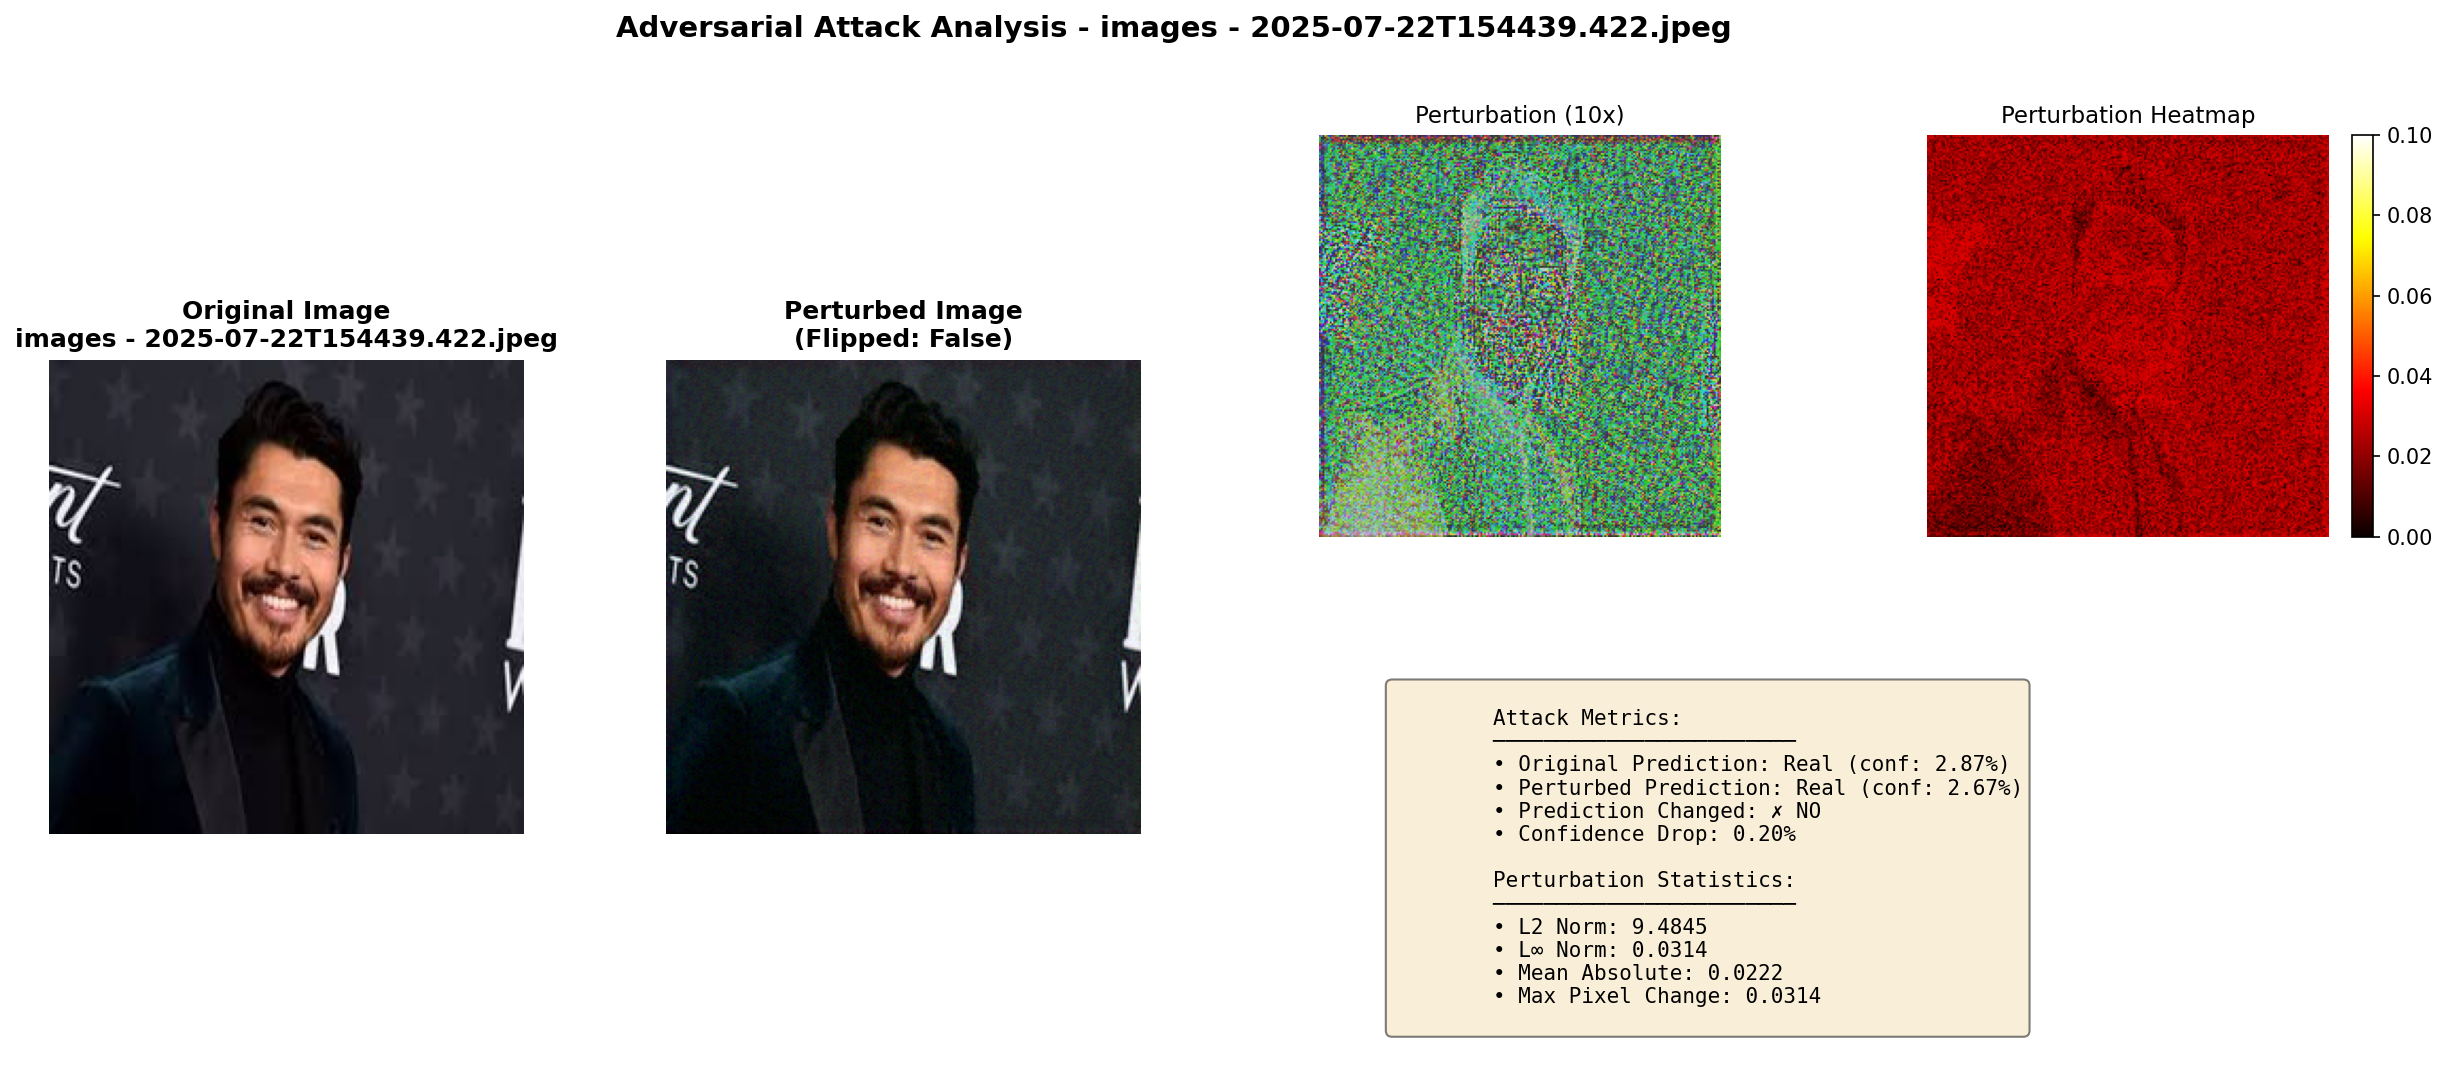 Adversarial Attack Analysis - images - 2025-07-22T154439.422.jpeg
Original Image
images - 2025-07-22T154439.422.jpeg
nt
TS
R
W
Perturbed Image
(Flipped: False)
nt
TS
R
W
Perturbation (10x)
Perturbation Heatmap
0.10
0.08
0.06
0.04
0.02
0.00
Attack Metrics:
• Original Prediction: Real (conf: 2.87%)
• Perturbed Prediction: Real (conf: 2.67%)
• Prediction Changed: ✗ NO
• Confidence Drop: 0.20%
Perturbation Statistics:
• L2 Norm: 9.4845
• L∞ Norm: 0.0314
• Mean Absolute: 0.0222
• Max Pixel Change: 0.0314